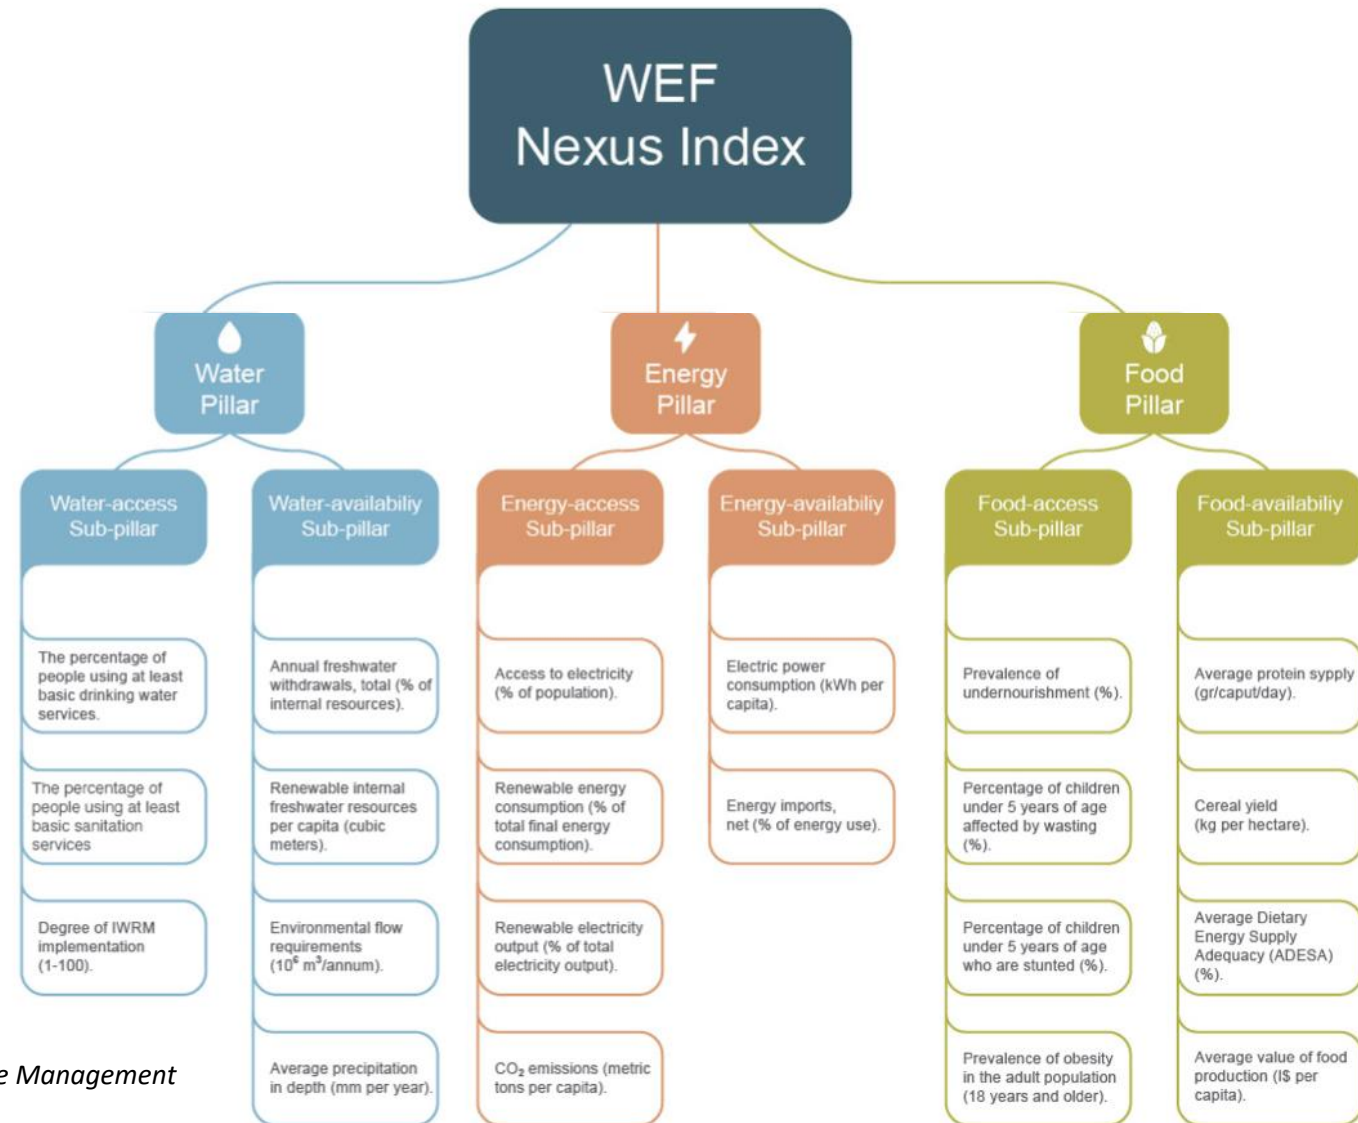 WEF
Nexus Index
Water
Pillar
Energy
Pillar
Food
Pillar
Water-access
Sub-pillar
Water-availabiliy
Sub-pillar
Energy-access
Sub-pillar
Energy-availabiliy
Sub-pillar
Food-access
Sub-pillar
Food-availabiliy
Sub-pillar
The percentage of
people using at least
basic drinking water
services.
Annual freshwater
withdrawals, total (% of
internal resources).
Access to electricity
(% of population).
Electric power
consumption (kWh per
capita).
Prevalence of
undernourishment (%).
Average protein sypply
(gr/caput/day).
The percentage of
people using at least
basic sanitation
services
Renewable internal
freshwater resources
per capita (cubic
meters).
Renewable energy
consumption (% of
total final energy
consumption).
Energy imports,
net (% of energy use).
Percentage of children
under 5 years of age
affected by wasting
(%).
Cereal yield
(kg per hectare).
Degree of IWRM
implementation
(1-100).
Environmental flow
requirements
(10⁶ m³/annum).
Renewable electricity
output (% of total
electricity output).
Percentage of children
under 5 years of age
who are stunted (%).
Average Dietary
Energy Supply
Adequacy (ADESA)
(%).
Average precipitation
in depth (mm per year).
CO₂ emissions (metric
tons per capita).
Prevalence of obesity
in the adult population
(18 years and older).
Average value of food
production (I$ per
capita).
e Management